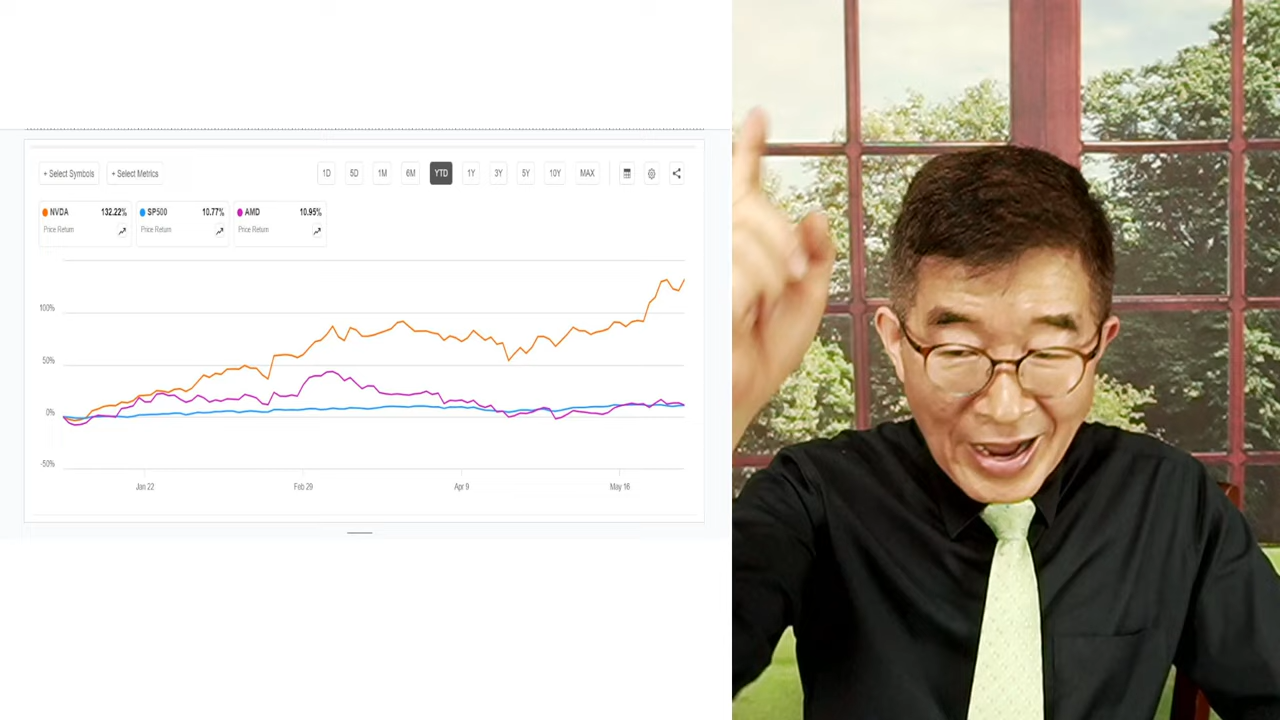 + Select Symbols + Select Metrics 1D 5D 1M 6M YTD 1Y 3Y 5Y 10Y MAX
NVDA 132.22% SP500 10.77% AMD 10.95%
Price Return Price Return Price Return
100%
50%
0%
-50%
Jan 22 Feb 29 Apr 9 May 16